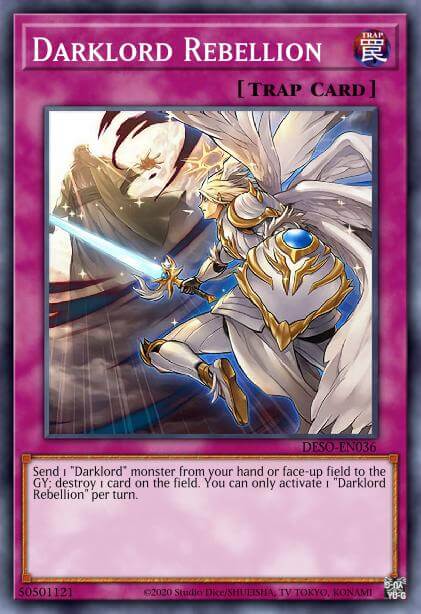 DARKLORD REBELLION
TRAP
罠
[TRAP CARD]
DESO-EN036
Send 1 "Darklord" monster from your hand or face-up field to the
GY; destroy 1 card on the field. You can only activate 1 "Darklord
Rebellion" per turn.
50501121
©2020 Studio Dice/SHUEISHA, TV TOKYO, KONAMI